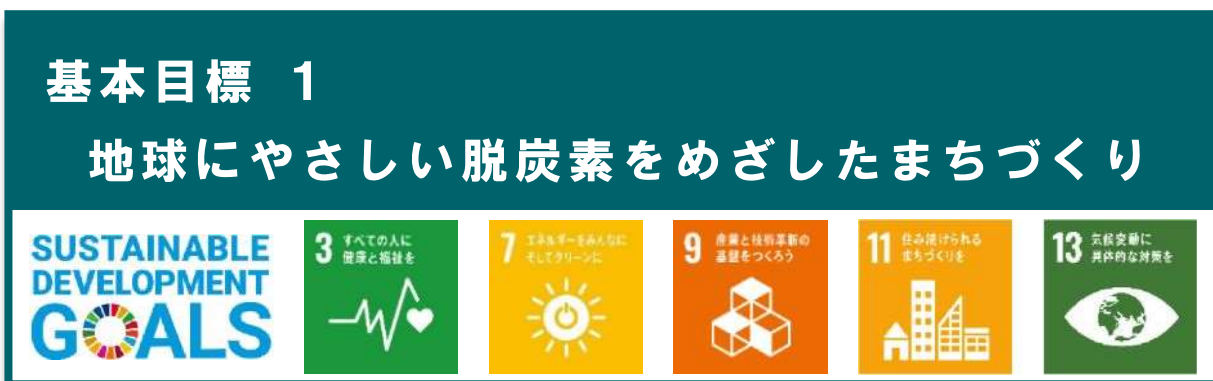 基本目標 1
地球にやさしい脱炭素をめざしたまちづくり
SUSTAINABLE
DEVELOPMENT
GOALS
3 すべての人に
健康と福祉を
7 エネルギーをみんなに
そしてクリーンに
9 産業と技術革新の
基盤をつくろう
11 住み続けられる
まちづくりを
13 気候変動に
具体的な対策を